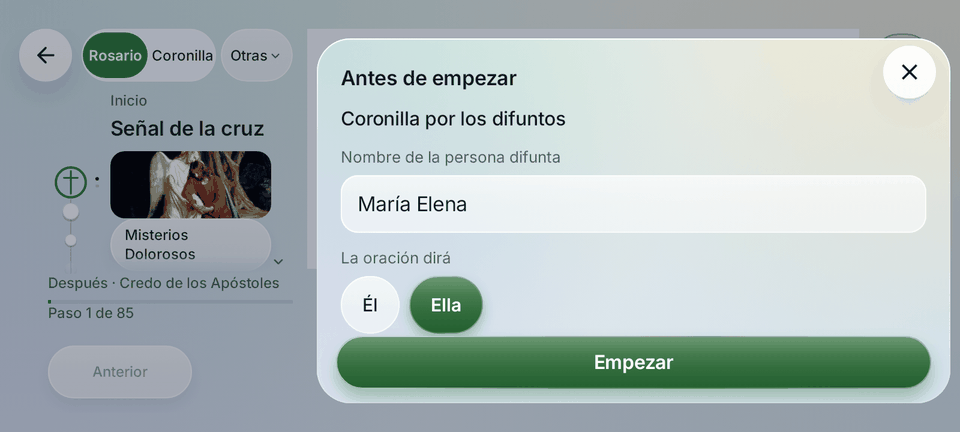 Rosario Coronilla Otras
Inicio
Señal de la cruz
Misterios
Dolorosos
Después · Credo de los Apóstoles
Paso 1 de 85
Anterior
Antes de empezar
Coronilla por los difuntos
Nombre de la persona difunta
María Elena
La oración dirá
Él Ella
Empezar